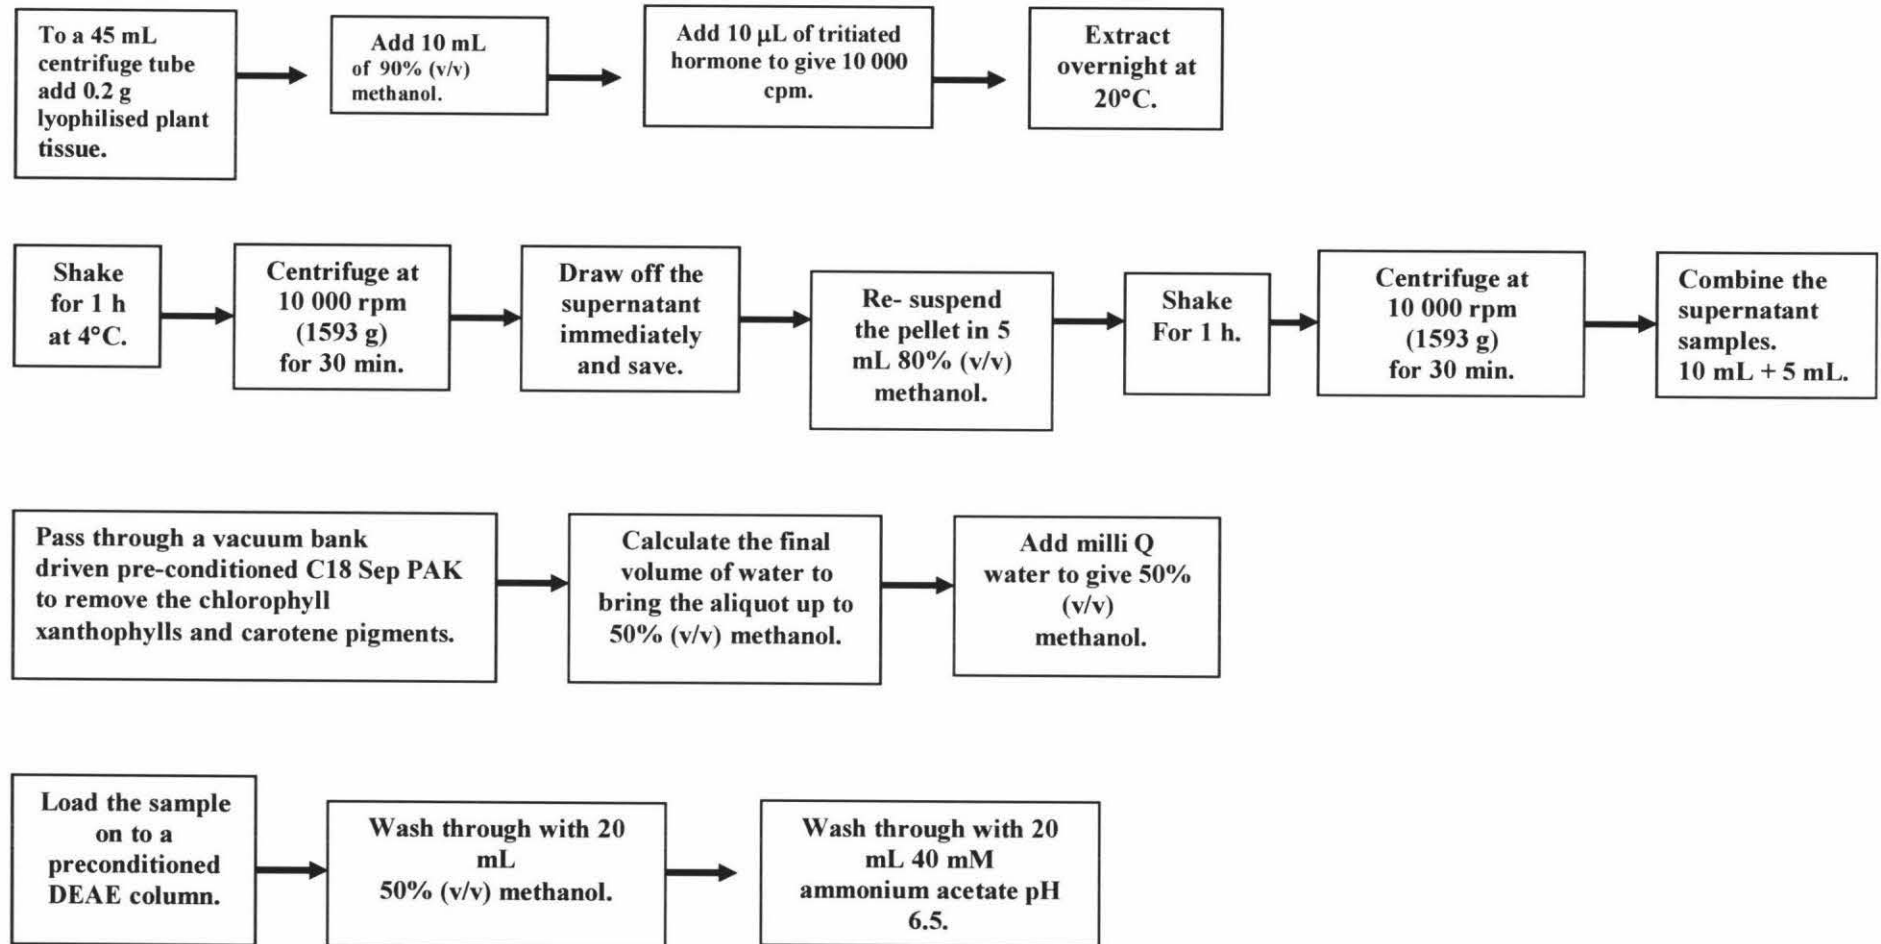 To a 45 mL
centrifuge tube
add 0.2 g
lyophilised plant
tissue.
Add 10 mL
of 90% (v/v)
methanol.
Add 10 µL of tritiated
hormone to give 10 000
cpm.
Extract
overnight at
20°C.
Shake
for 1 h
at 4°C.
Centrifuge at
10 000 rpm
(1593 g)
for 30 min.
Draw off the
supernatant
immediately
and save.
Re- suspend
the pellet in 5
mL 80% (v/v)
methanol.
Shake
For 1 h.
Centrifuge at
10 000 rpm
(1593 g)
for 30 min.
Combine the
supernatant
samples.
10 mL + 5 mL.
Pass through a vacuum bank
driven pre-conditioned C18 Sep PAK
to remove the chlorophyll
xanthophylls and carotene pigments.
Calculate the final
volume of water to
bring the aliquot up to
50% (v/v) methanol.
Add milli Q
water to give 50%
(v/v)
methanol.
Load the sample
on to a
preconditioned
DEAE column.
Wash through with 20
mL
50% (v/v) methanol.
Wash through with 20
mL 40 mM
ammonium acetate pH
6.5.